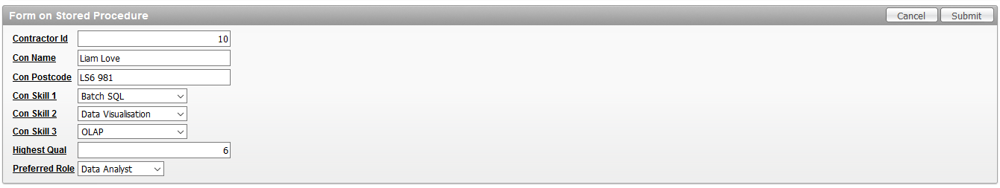 Form on Stored Procedure Cancel Submit
Contractor Id 10
Con Name Liam Love
Con Postcode LS6 981
Con Skill 1 Batch SQL
Con Skill 2 Data Visualisation
Con Skill 3 OLAP
Highest Qual 6
Preferred Role Data Analyst